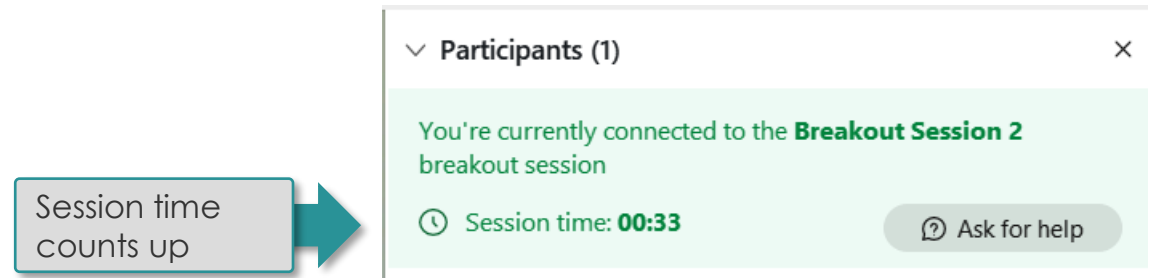 Participants (1)
You're currently connected to the Breakout Session 2
breakout session
Session time: 00:33
Ask for help
Session time
counts up